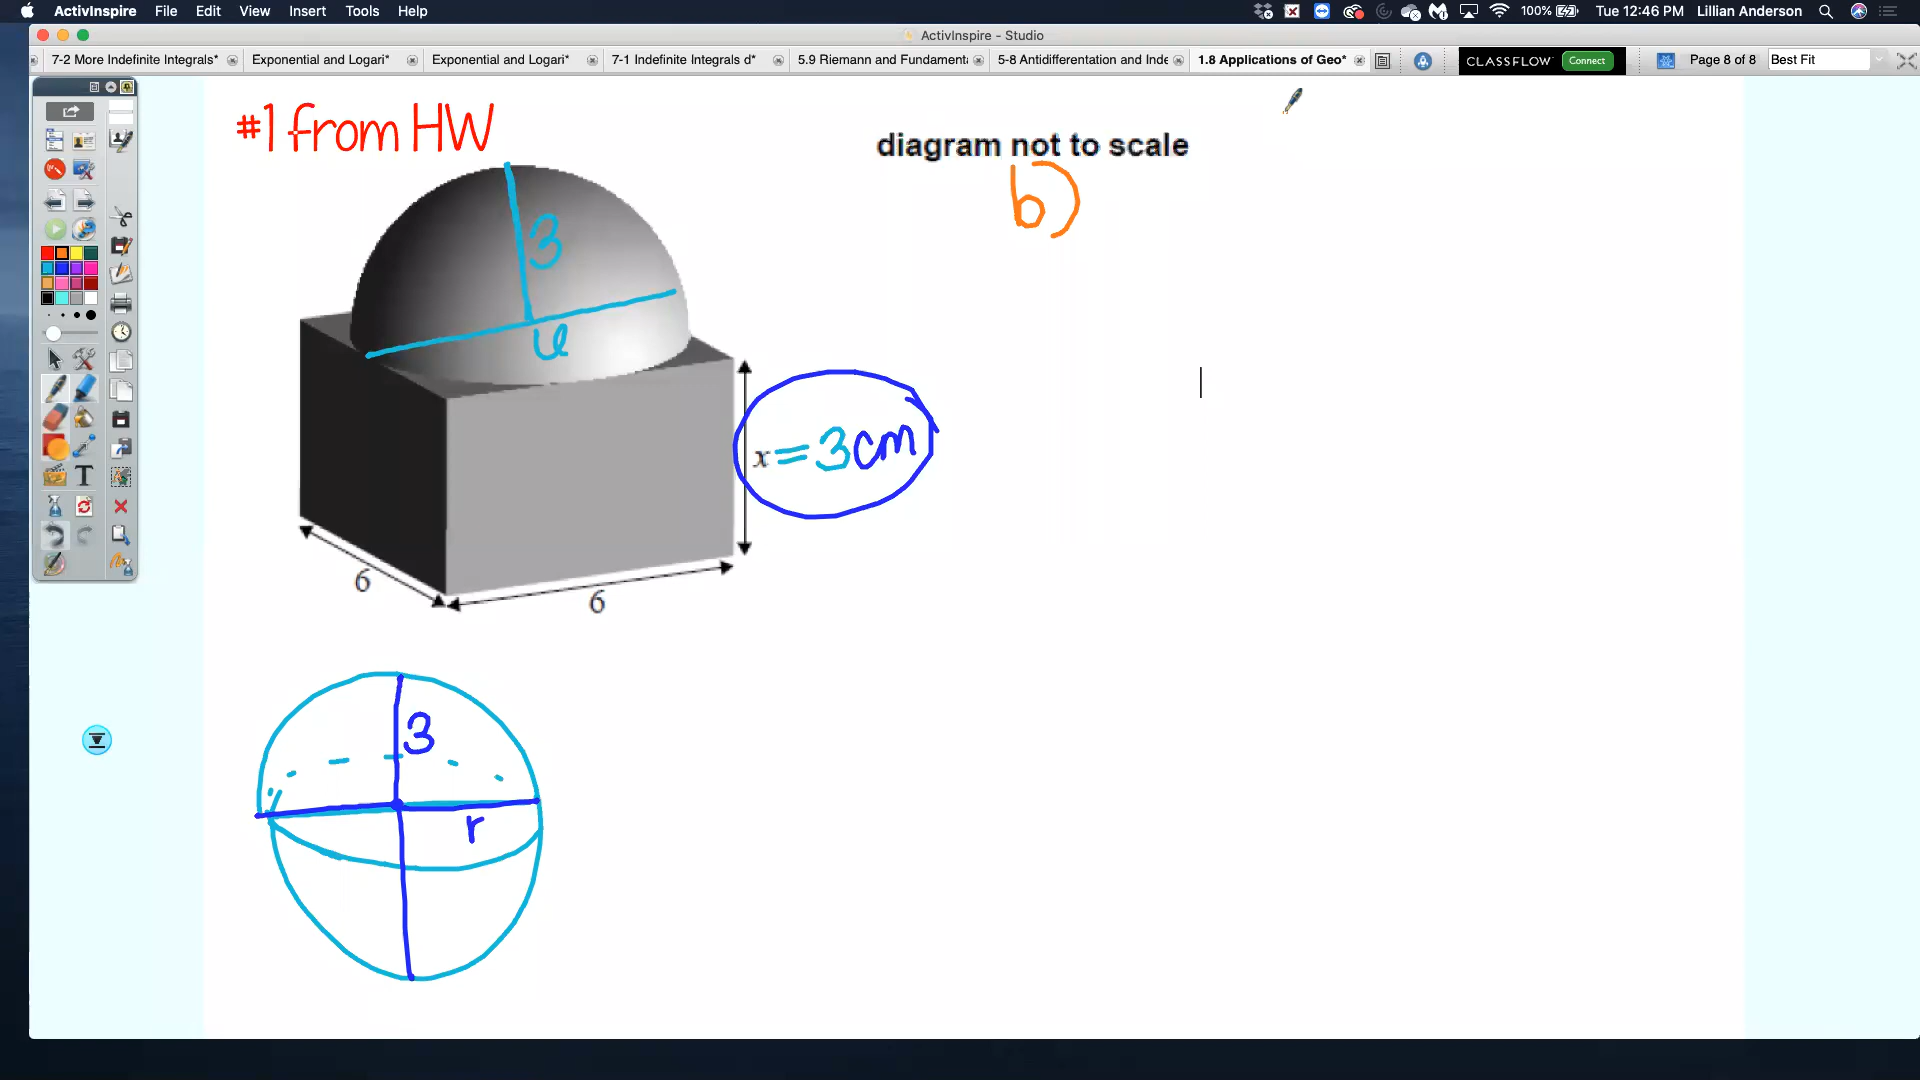 ActivInspire File Edit View Insert Tools Help 100% Tue 12:46 PM Lillian Anderson
ActivInspire - Studio
7-2 More Indefinite Integrals* Exponential and Logari* Exponential and Logari* 7-1 Indefinite Integrals d* 5.9 Riemann and Fundamenta 5-8 Antidifferentation and Inde 1.8 Applications of Geo* CLASSFLOW Connect Page 8 of 8 Best Fit
#1 from HW
diagram not to scale
b)
3
6
x = 3cm
6
6
3
r
T